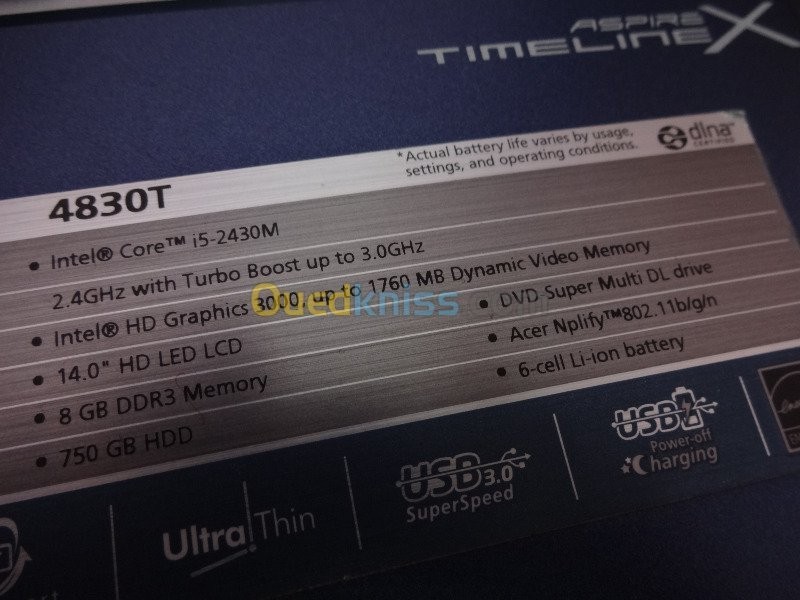 ASPIRE
TIMELINEX
*Actual battery life varies by usage,
settings, and operating conditions.
dlna™
CERTIFIED
4830T
• Intel® Core™ i5-2430M
2.4GHz with Turbo Boost up to 3.0GHz
• Intel® HD Graphics 3000, up to 1760 MB Dynamic Video Memory
• 14.0" HD LED LCD
• 8 GB DDR3 Memory
• 750 GB HDD
• DVD-Super Multi DL drive
• Acer Nplify™802.11b/g/n
• 6-cell Li-ion battery
Ouedkniss
Ultra Thin
USB 3.0
SuperSpeed
USB
Power-off
Charging